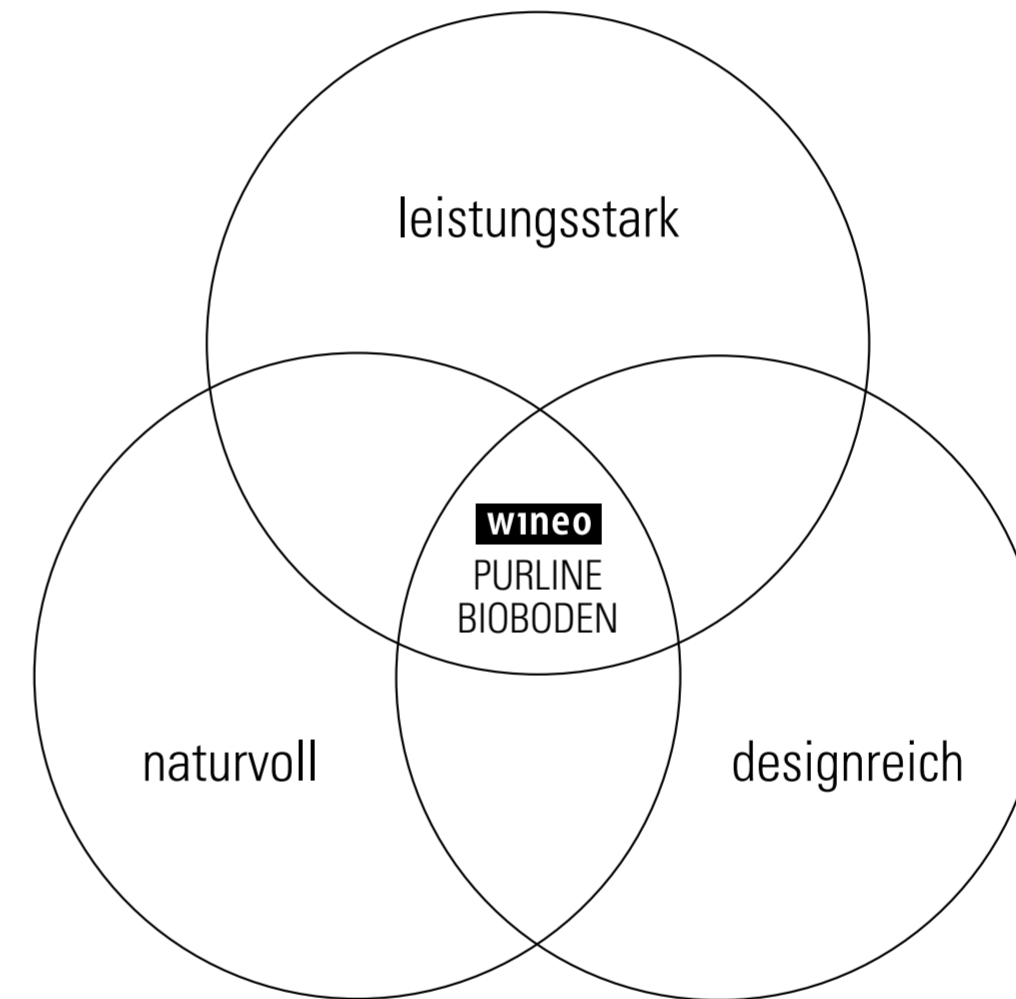 leistungsstark
wineo
PURLINE
BIOBODEN
naturvoll
designreich